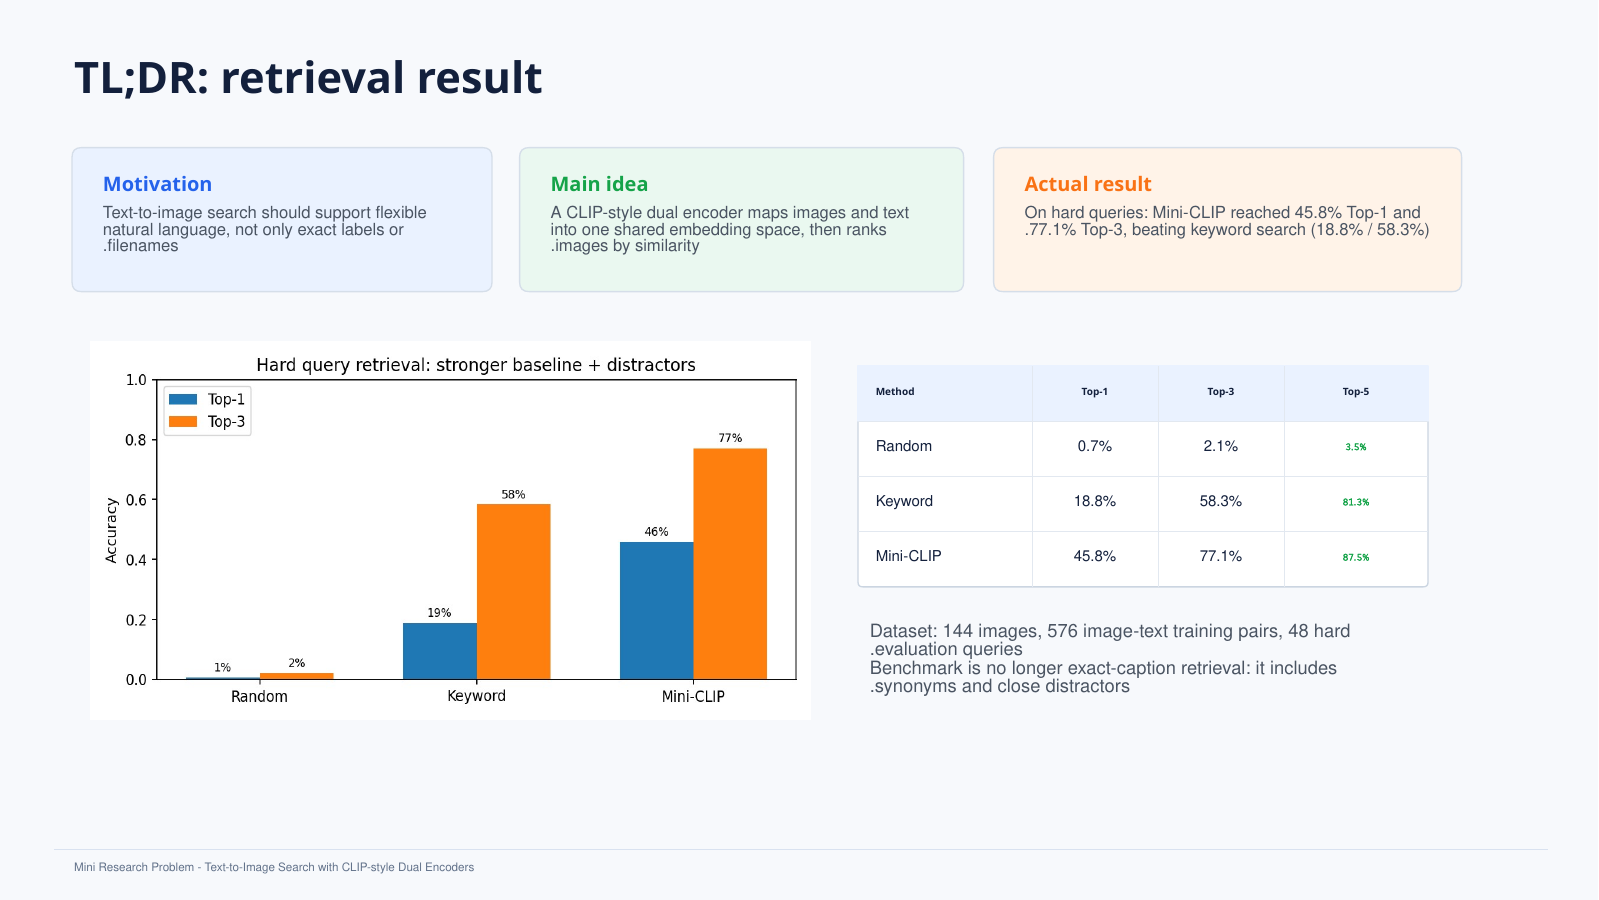 TL;DR: retrieval result
Motivation
Text-to-image search should support flexible
natural language, not only exact labels or
.filenames
Main idea
A CLIP-style dual encoder maps images and text
into one shared embedding space, then ranks
.images by similarity
Actual result
On hard queries: Mini-CLIP reached 45.8% Top-1 and
.77.1% Top-3, beating keyword search (18.8% / 58.3%)
Hard query retrieval: stronger baseline + distractors
Top-1
Top-3
Accuracy
1.0
0.8
0.6
0.4
0.2
0.0
1%
2%
19%
58%
46%
77%
Random
Keyword
Mini-CLIP
Method Top-1 Top-3 Top-5
Random 0.7% 2.1% 3.5%
Keyword 18.8% 58.3% 81.3%
Mini-CLIP 45.8% 77.1% 87.5%
Dataset: 144 images, 576 image-text training pairs, 48 hard
.evaluation queries
Benchmark is no longer exact-caption retrieval: it includes
.synonyms and close distractors
Mini Research Problem - Text-to-Image Search with CLIP-style Dual Encoders